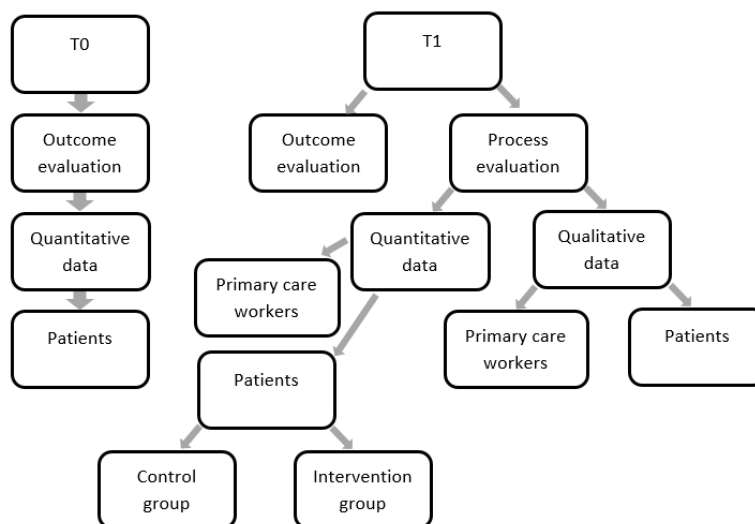 T0
T1
Outcome
evaluation
Outcome
evaluation
Process
evaluation
Quantitative
data
Quantitative
data
Qualitative
data
Primary care
workers
Patients
Primary care
workers
Patients
Patients
Control
group
Intervention
group